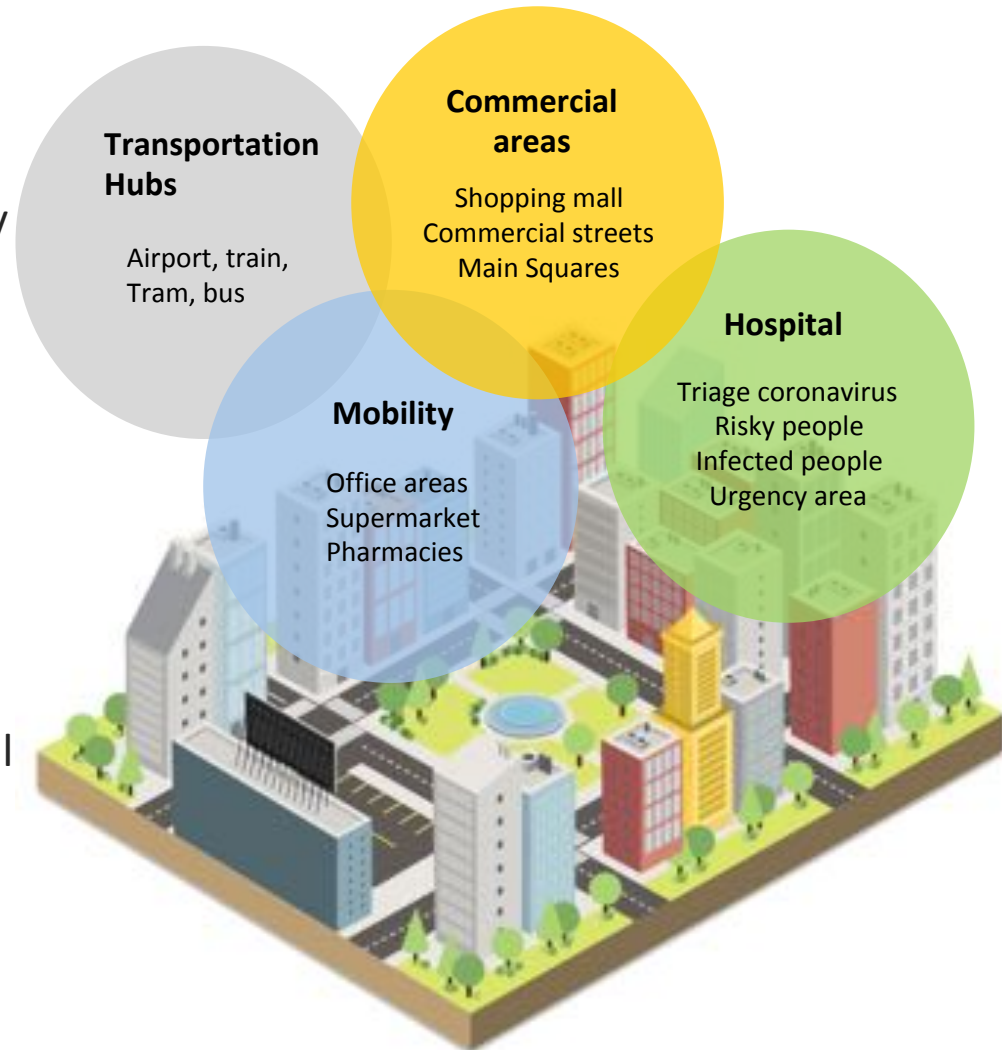 Transportation
Hubs
Airport, train,
Tram, bus
Commercial
areas
Shopping mall
Commercial streets
Main Squares
Mobility
Office areas
Supermarket
Pharmacies
Hospital
Triage coronavirus
Risky people
Infected people
Urgency area